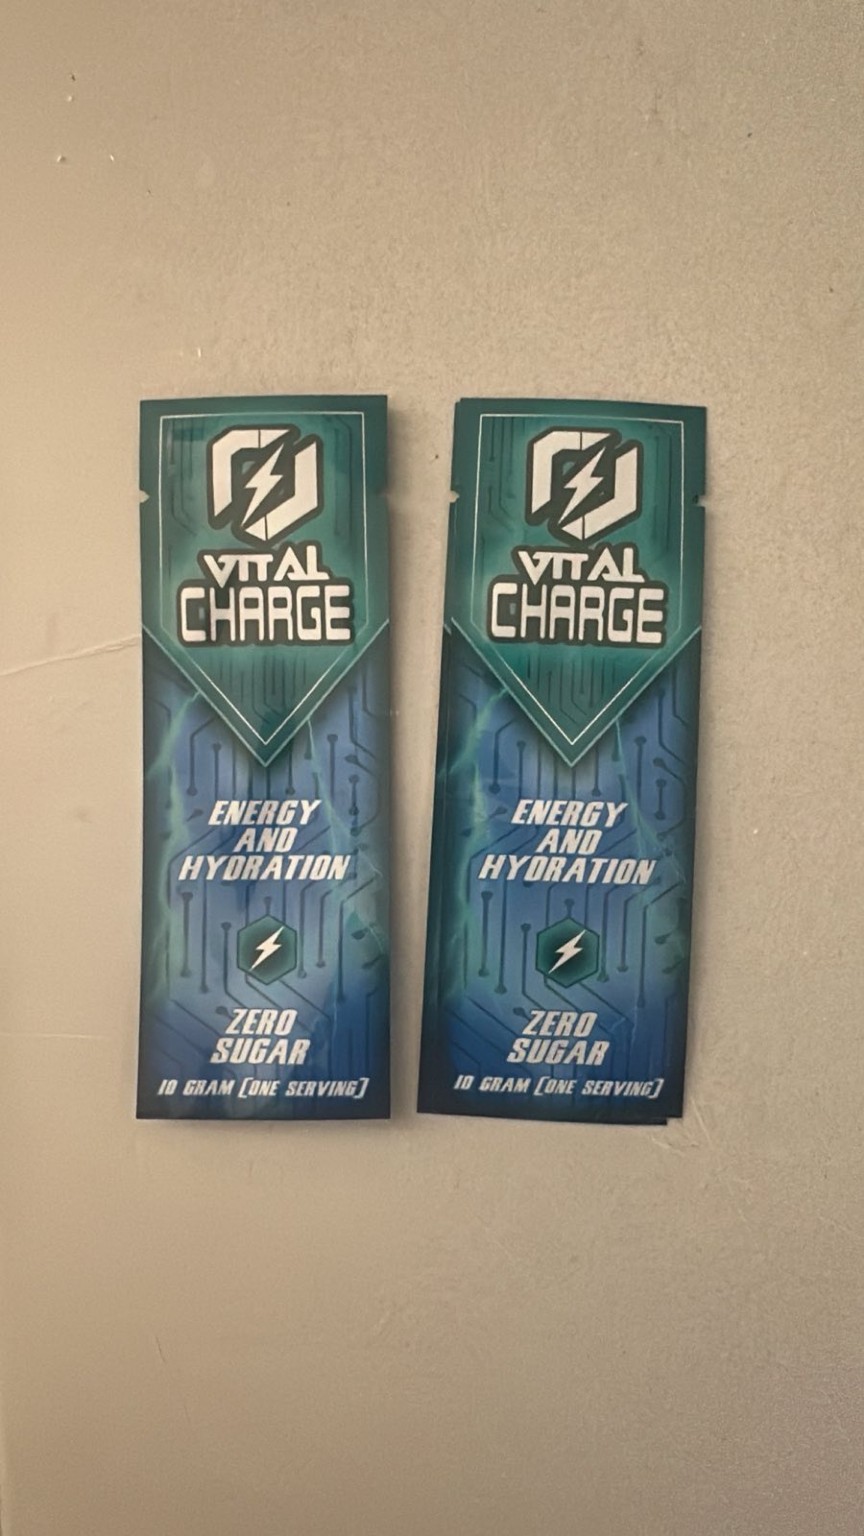 VITAL
CHARGE
ENERGY
AND
HYDRATION
ZERO
SUGAR
10 GRAM [ONE SERVING]
VITAL
CHARGE
ENERGY
AND
HYDRATION
ZERO
SUGAR
10 GRAM [ONE SERVING]